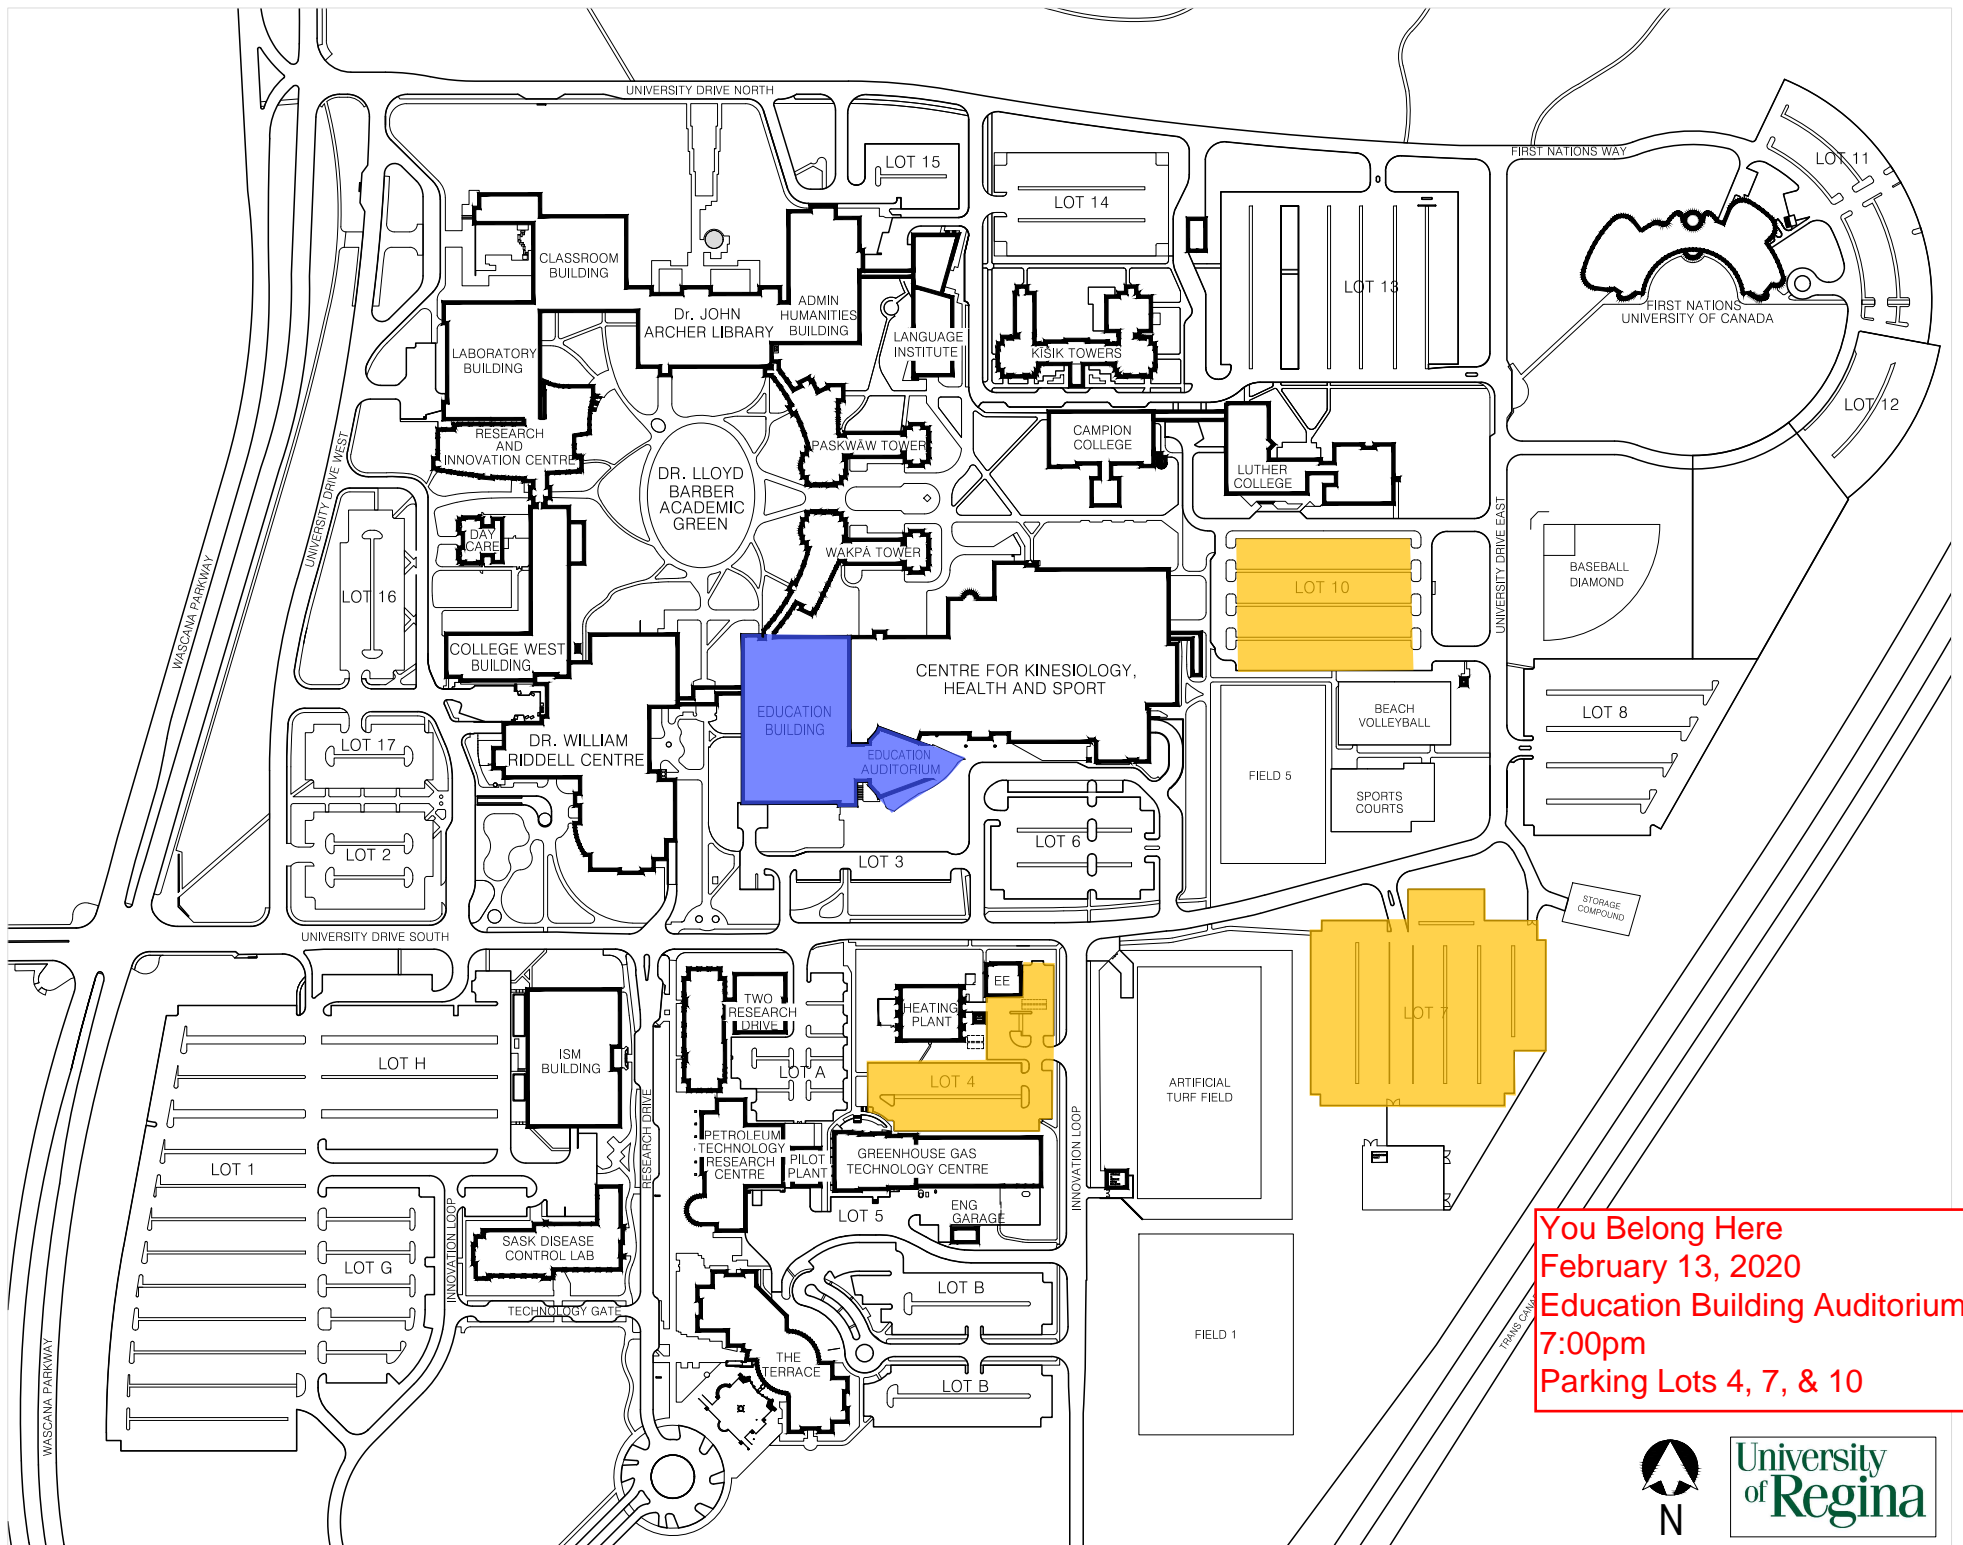 UNIVERSITY DRIVE NORTH
FIRST NATIONS WAY
LOT 11
LOT 15
LOT 14
CLASSROOM
BUILDING
LOT 13
ADMIN
HUMANITIES
BUILDING
Dr. JOHN
ARCHER LIBRARY
FIRST NATIONS
UNIVERSITY OF CANADA
LANGUAGE
INSTITUTE
KĪSIK TOWERS
LABORATORY
BUILDING
LOT 12
RESEARCH
AND
INNOVATION CENTRE
PASKWĀW TOWER
CAMPION
COLLEGE
LUTHER
COLLEGE
DR. LLOYD
BARBER
ACADEMIC
GREEN
UNIVERSITY DRIVE WEST
UNIVERSITY DRIVE EAST
DAY
CARE
WAKPĀ TOWER
BASEBALL
DIAMOND
LOT 10
LOT 16
WASCANA PARKWAY
COLLEGE WEST
BUILDING
CENTRE FOR KINESIOLOGY,
HEALTH AND SPORT
EDUCATION
BUILDING
BEACH
VOLLEYBALL
LOT 8
LOT 17
DR. WILLIAM
RIDDELL CENTRE
EDUCATION
AUDITORIUM
FIELD 5
SPORTS
COURTS
LOT 2
LOT 3
LOT 6
STORAGE
COMPOUND
UNIVERSITY DRIVE SOUTH
EE
TWO
RESEARCH
DRIVE
HEATING
PLANT
LOT 7
ISM
BUILDING
LOT H
LOT A
LOT 4
ARTIFICIAL
TURF FIELD
RESEARCH DRIVE
INNOVATION LOOP
PETROLEUM
TECHNOLOGY
RESEARCH
CENTRE
PILOT
PLANT
GREENHOUSE GAS
TECHNOLOGY CENTRE
LOT 1
LOT 5
ENG
GARAGE
INNOVATION LOOP
SASK DISEASE
CONTROL LAB
LOT G
LOT B
TECHNOLOGY GATE
FIELD 1
THE
TERRACE
LOT B
WASCANA PARKWAY
TRANS CANA
You Belong Here
February 13, 2020
Education Building Auditorium
7:00pm
Parking Lots 4, 7, & 10
N
University
of Regina